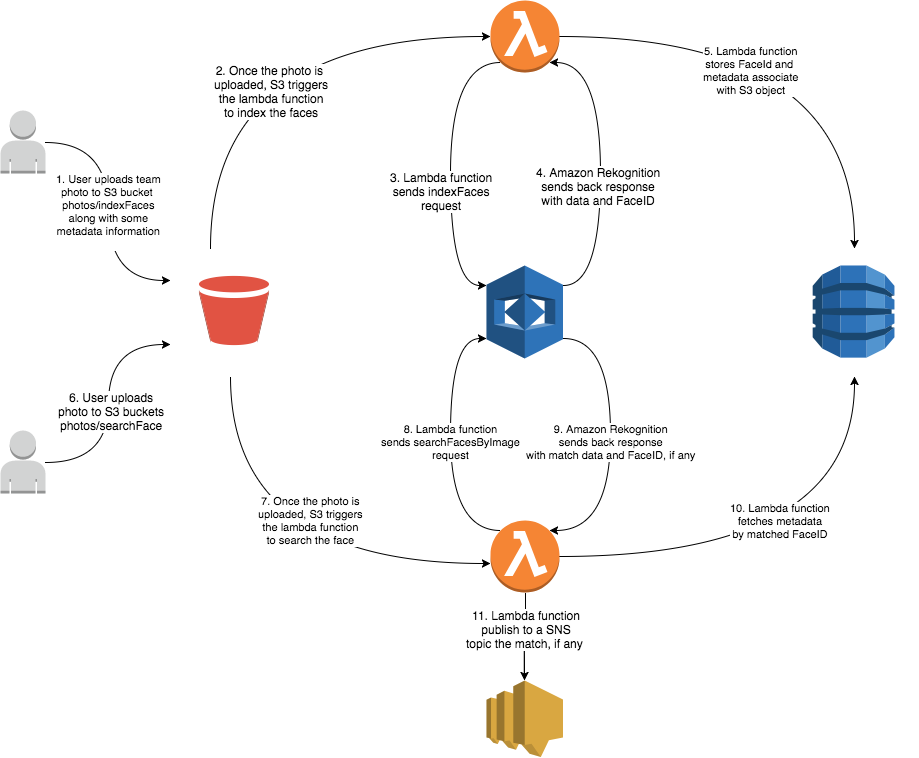 1. User uploads team
photo to S3 bucket
photos/indexFaces
along with some
metadata information
2. Once the photo is
uploaded, S3 triggers
the lambda function
to index the faces
3. Lambda function
sends indexFaces
request
4. Amazon Rekognition
sends back response
with data and FaceID
5. Lambda function
stores FaceId and
metadata associate
with S3 object
6. User uploads
photo to S3 buckets
photos/searchFace
7. Once the photo is
uploaded, S3 triggers
the lambda function
to search the face
8. Lambda function
sends searchFacesByImage
request
9. Amazon Rekognition
sends back response
with match data and FaceID, if any
10. Lambda function
fetches metadata
by matched FaceID
11. Lambda function
publish to a SNS
topic the match, if any